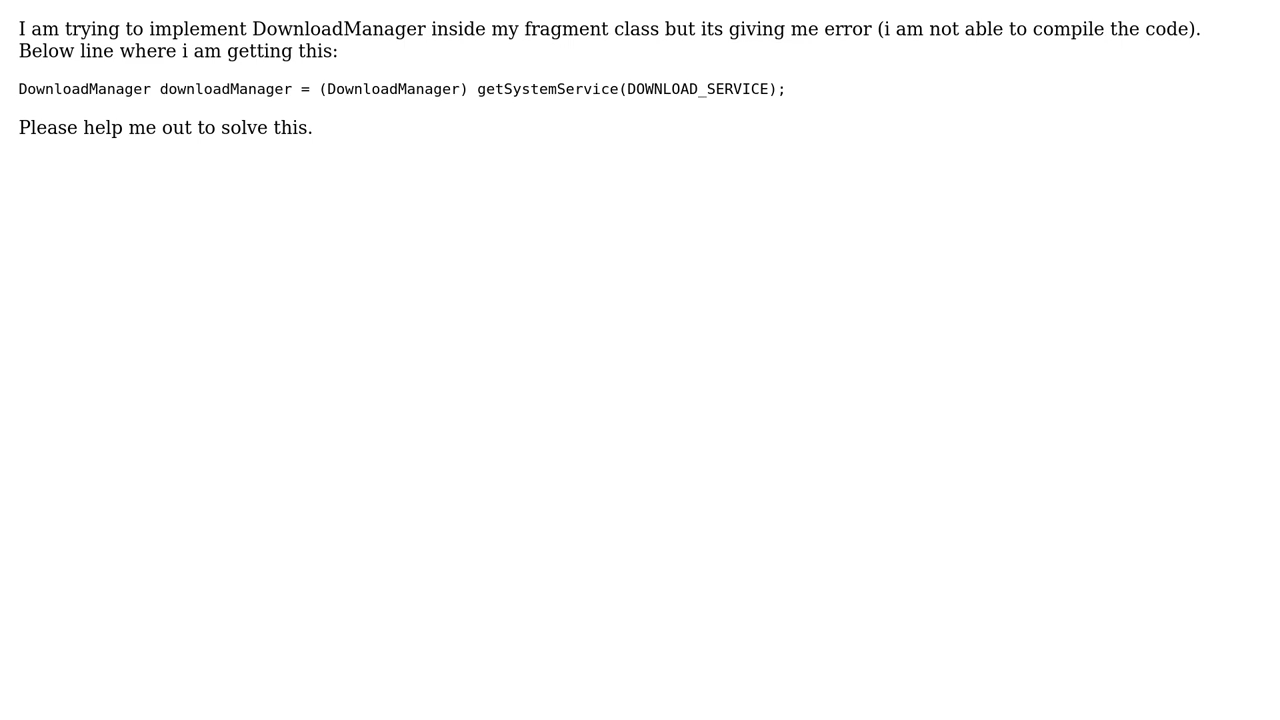 I am trying to implement DownloadManager inside my fragment class but its giving me error (i am not able to compile the code).
Below line where i am getting this:
DownloadManager downloadManager = (DownloadManager) getSystemService(DOWNLOAD_SERVICE);
Please help me out to solve this.